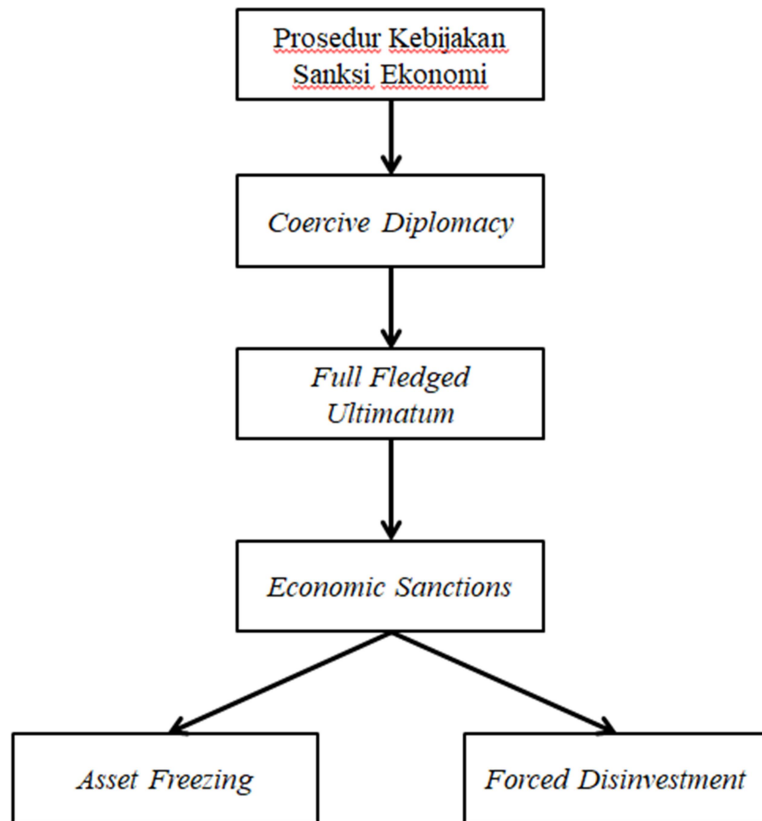 Prosedur Kebijakan
Sanksi Ekonomi
Coercive Diplomacy
Full Fledged
Ultimatum
Economic Sanctions
Asset Freezing
Forced Disinvestment